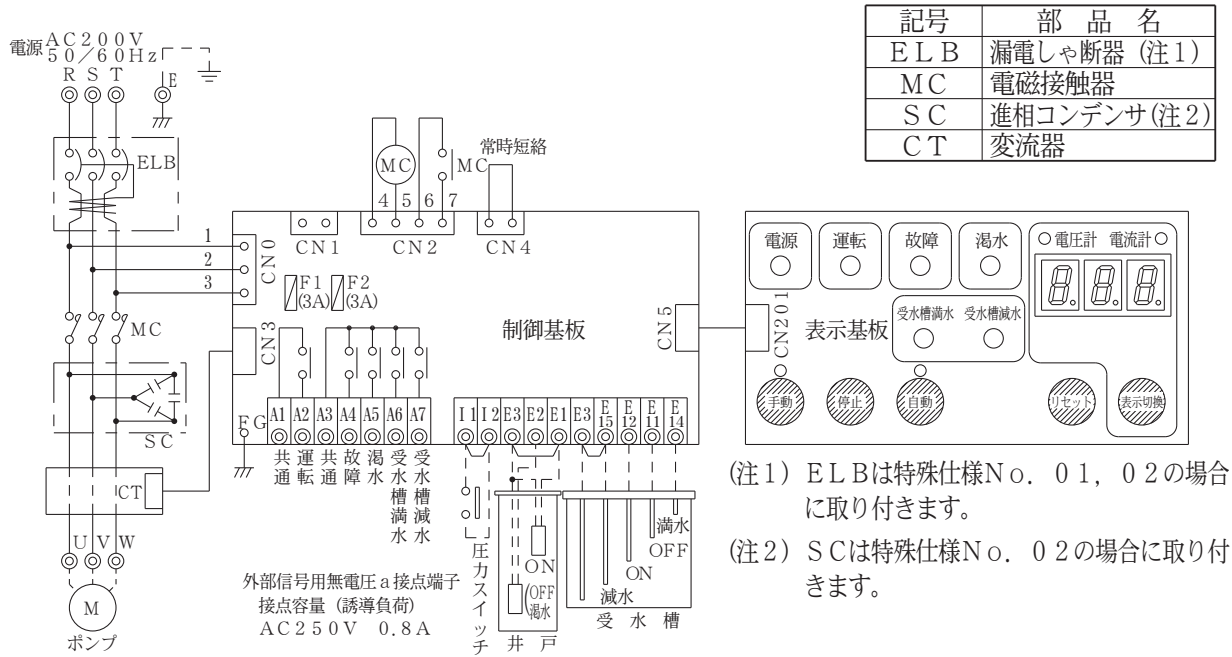 電源 AC200V
50/60Hz
R S T
E
ELB
MC
SC
CT
U V W
M
ポンプ
記号 部品名
ELB 漏電しゃ断器(注1)
MC 電磁接触器
SC 進相コンデンサ(注2)
CT 変流器
MC
MC
常時短絡
4 5 6 7
CN1
CN2
CN4
1
2
3
CN0
F1
(3A)
F2
(3A)
CN3
制御基板
CN5
FG
A1 A2 A3 A4 A5 A6 A7
共通
運転
共通
故障
渇水
受水槽満水
受水槽減水
I1 I2 E3 E2 E1 E3 E15 E12 E11 E14
外部信号用無電圧a接点端子
接点容量(誘導負荷)
AC250V 0.8A
圧力スイッチ
ON
OFF
渇水
井戸
満水
OFF
ON
減水
受水槽
電源
運転
故障
渇水
電圧計 電流計
8.8.8.
CN201
表示基板
受水槽満水 受水槽減水
手動
停止
自動
リセット
表示切換
(注1) ELBは特殊仕様No. 01, 02の場合
に取り付きます。
(注2) SCは特殊仕様No. 02の場合に取り付
きます。